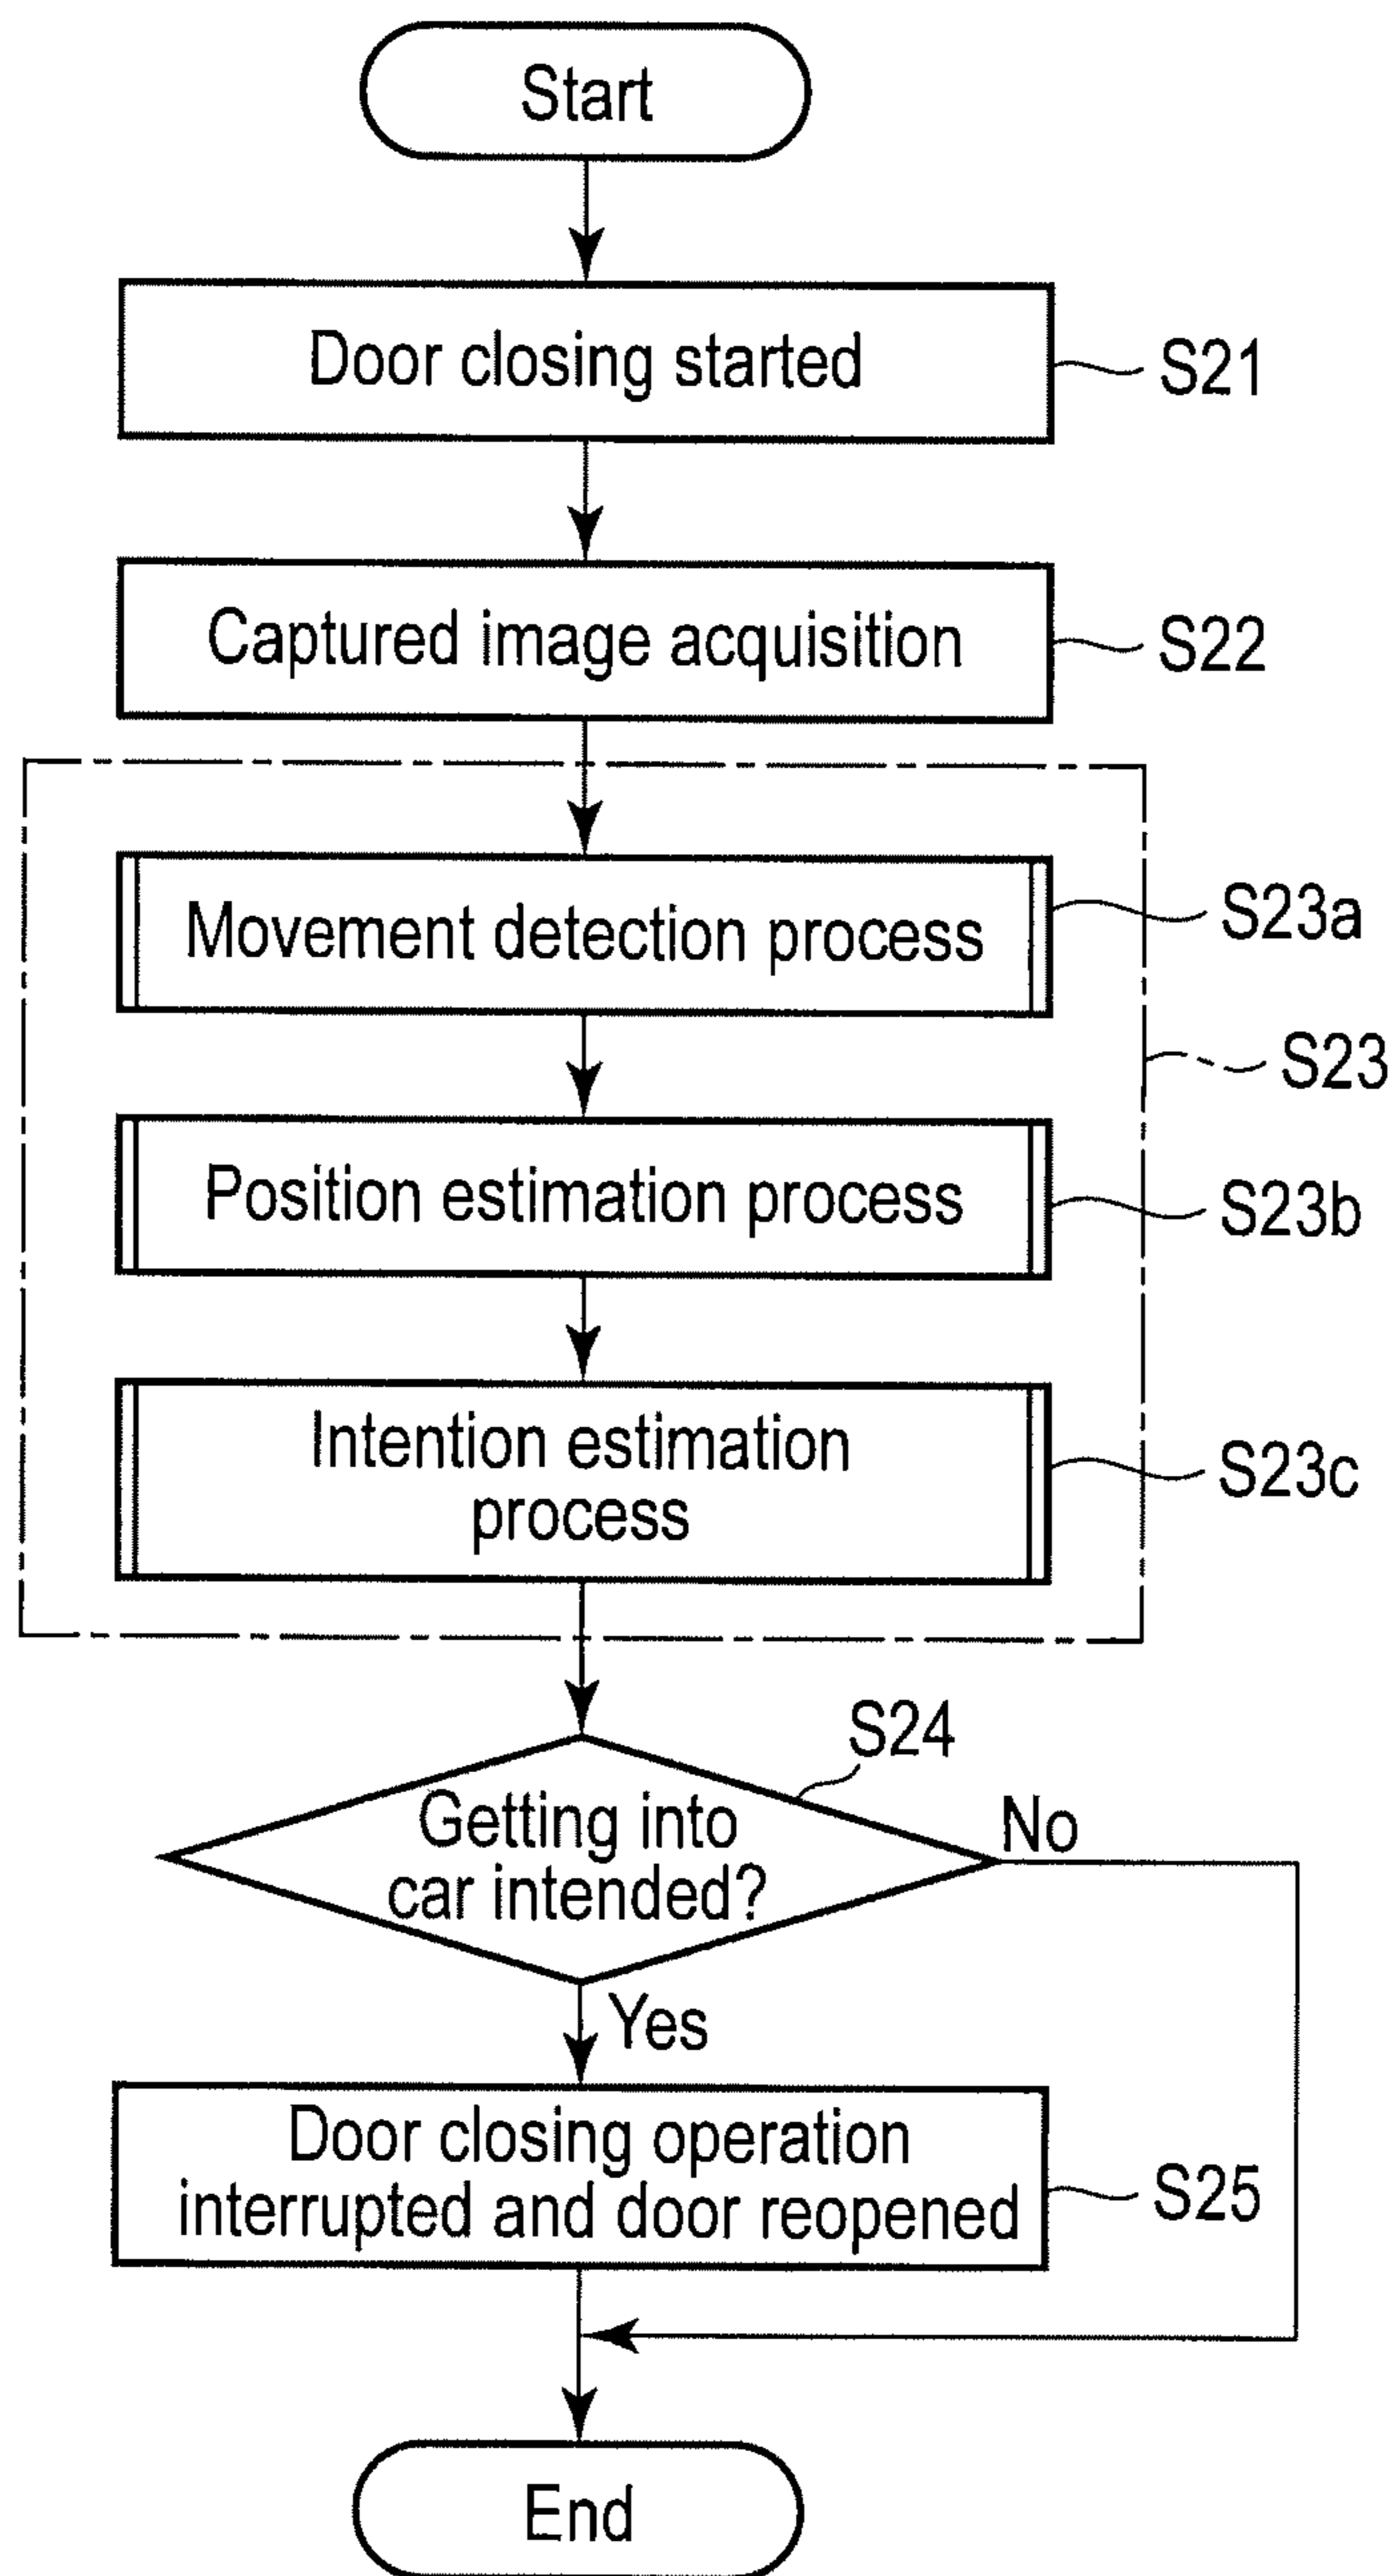 Start
Door closing started
S21
Captured image acquisition
S22
Movement detection process
S23a
S23
Position estimation process
S23b
Intention estimation
process
S23c
S24
Getting into
car intended?
No
Yes
Door closing operation
interrupted and door reopened
S25
End